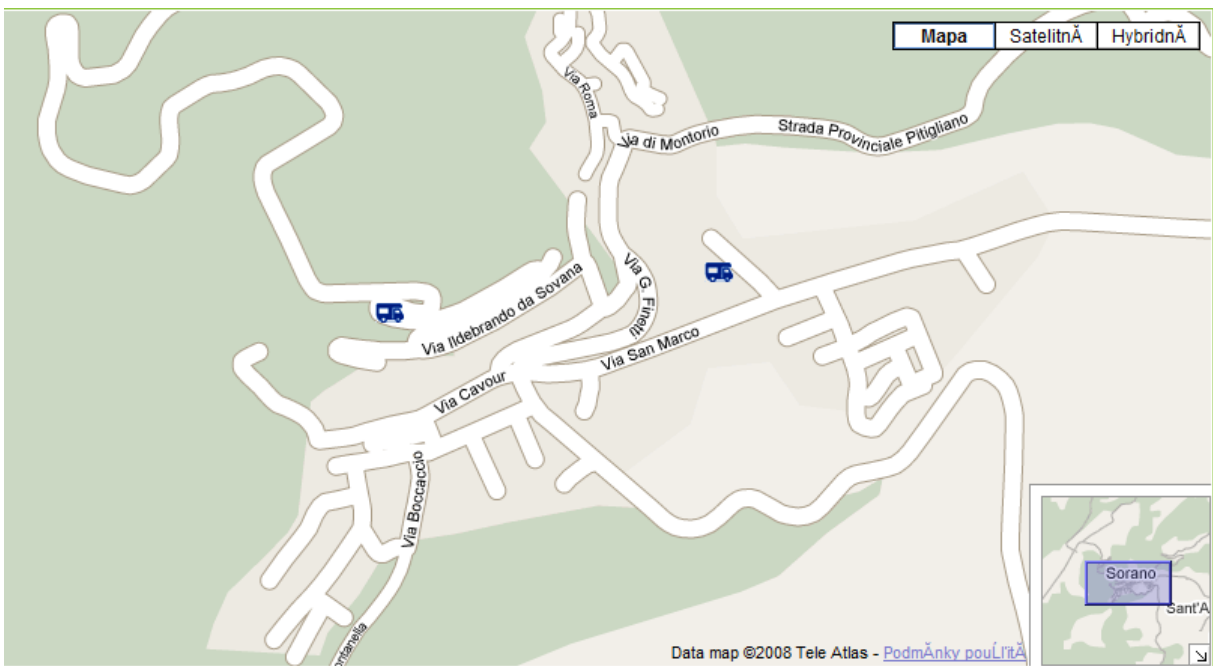 Mapa
SatelitnĂ
HybridnĂ
Via Roma
Via di Montorio
Strada Provinciale Pitigliano
Via G. Finetti
Via Ildebrando da Sovana
Via San Marco
Via Cavour
Via Boccaccio
ontanella
Sorano
Sant'A
Data map ©2008 Tele Atlas - PodmĂnky pouĹľitĂ